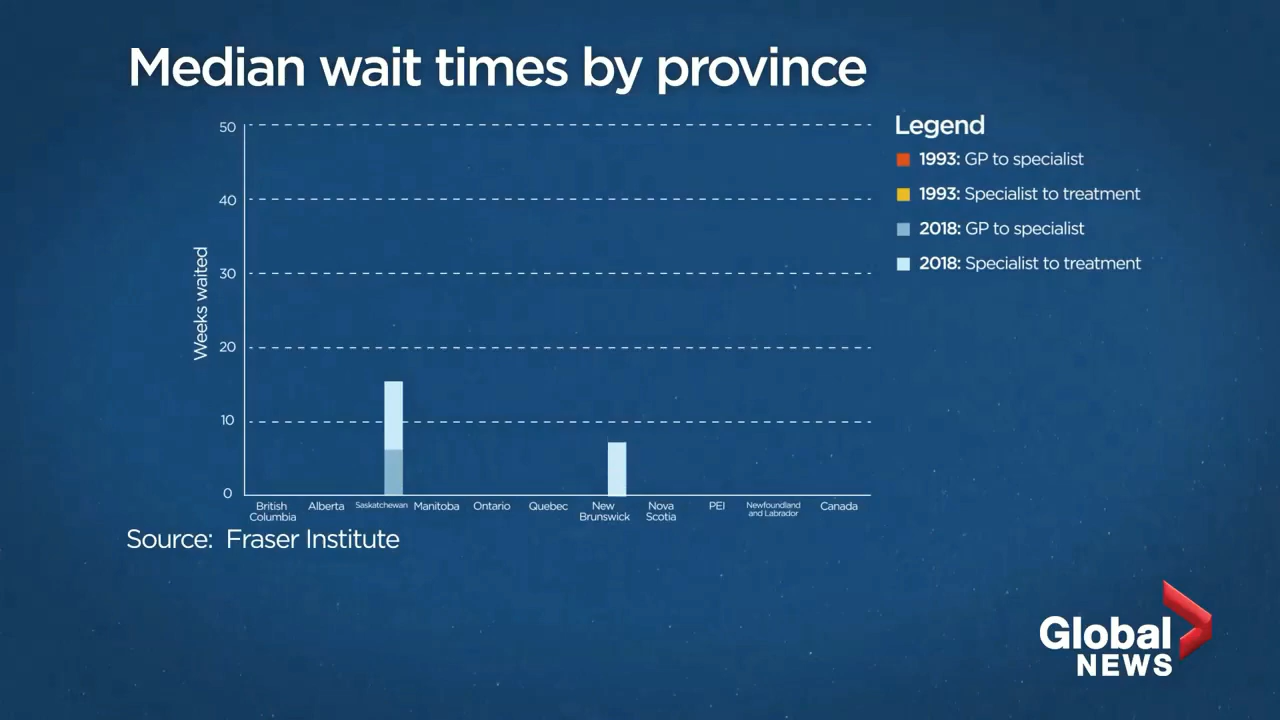 Median wait times by province
50
40
30
20
10
0
Weeks waited
British
Columbia
Alberta
Saskatchewan
Manitoba
Ontario
Quebec
New
Brunswick
Nova
Scotia
PEI
Newfoundland
and Labrador
Canada
Legend
1993: GP to specialist
1993: Specialist to treatment
2018: GP to specialist
2018: Specialist to treatment
Source: Fraser Institute
Global
NEWS